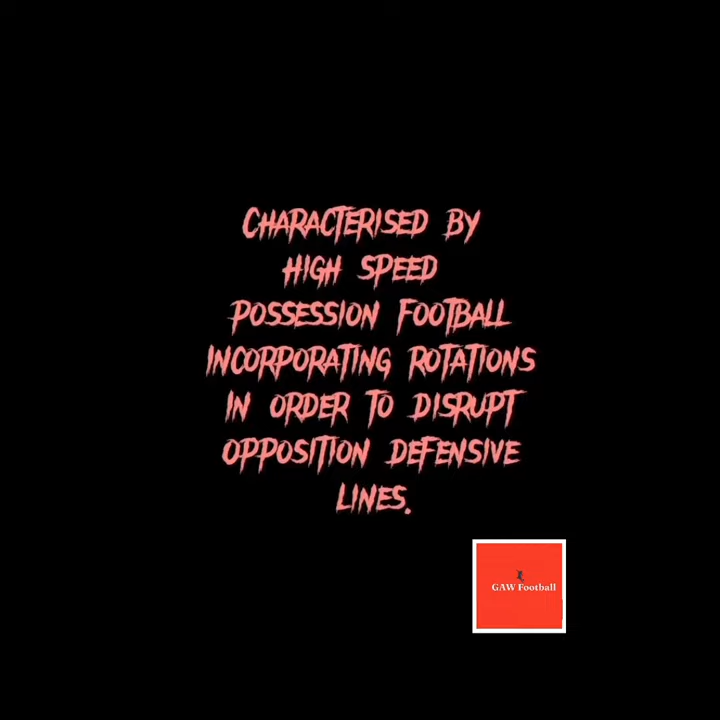 Characterised by
high speed
Possession Football
incorporating rotations
in order to disrupt
opposition defensive
lines.
GAW Football